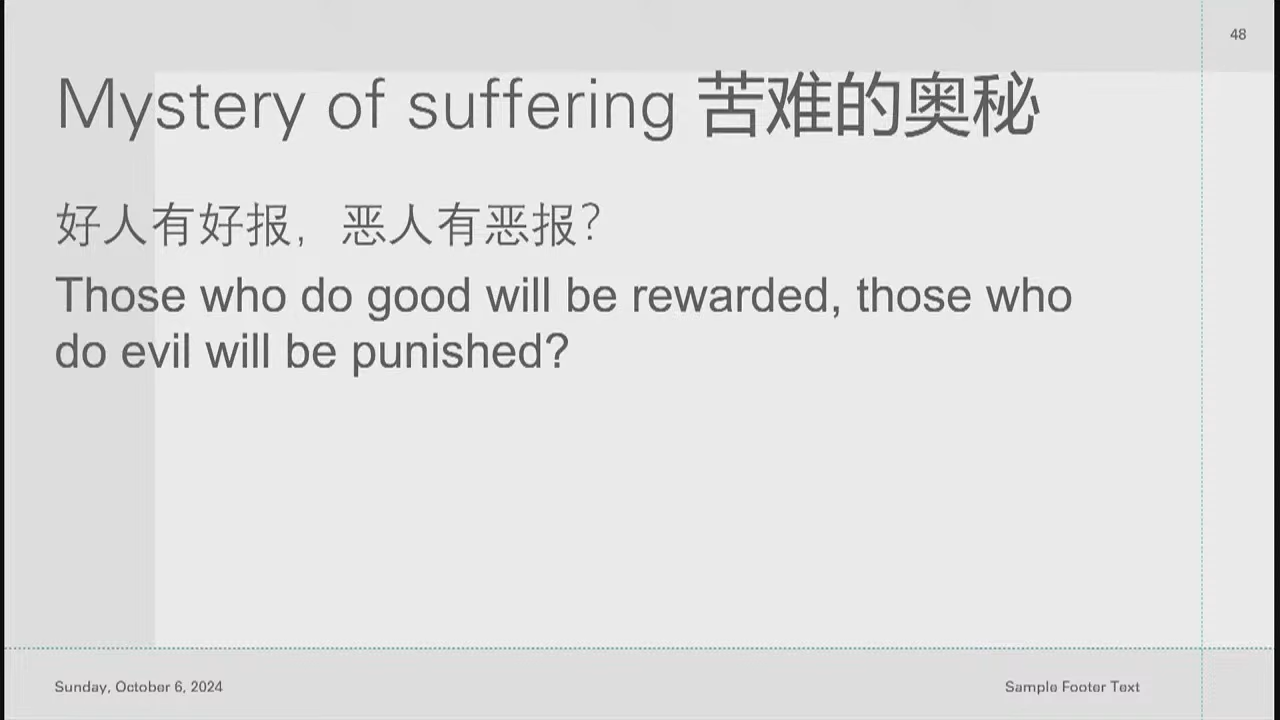 48
Mystery of suffering 苦难的奥秘
好人有好报，恶人有恶报？
Those who do good will be rewarded, those who
do evil will be punished?
Sunday, October 6, 2024
Sample Footer Text